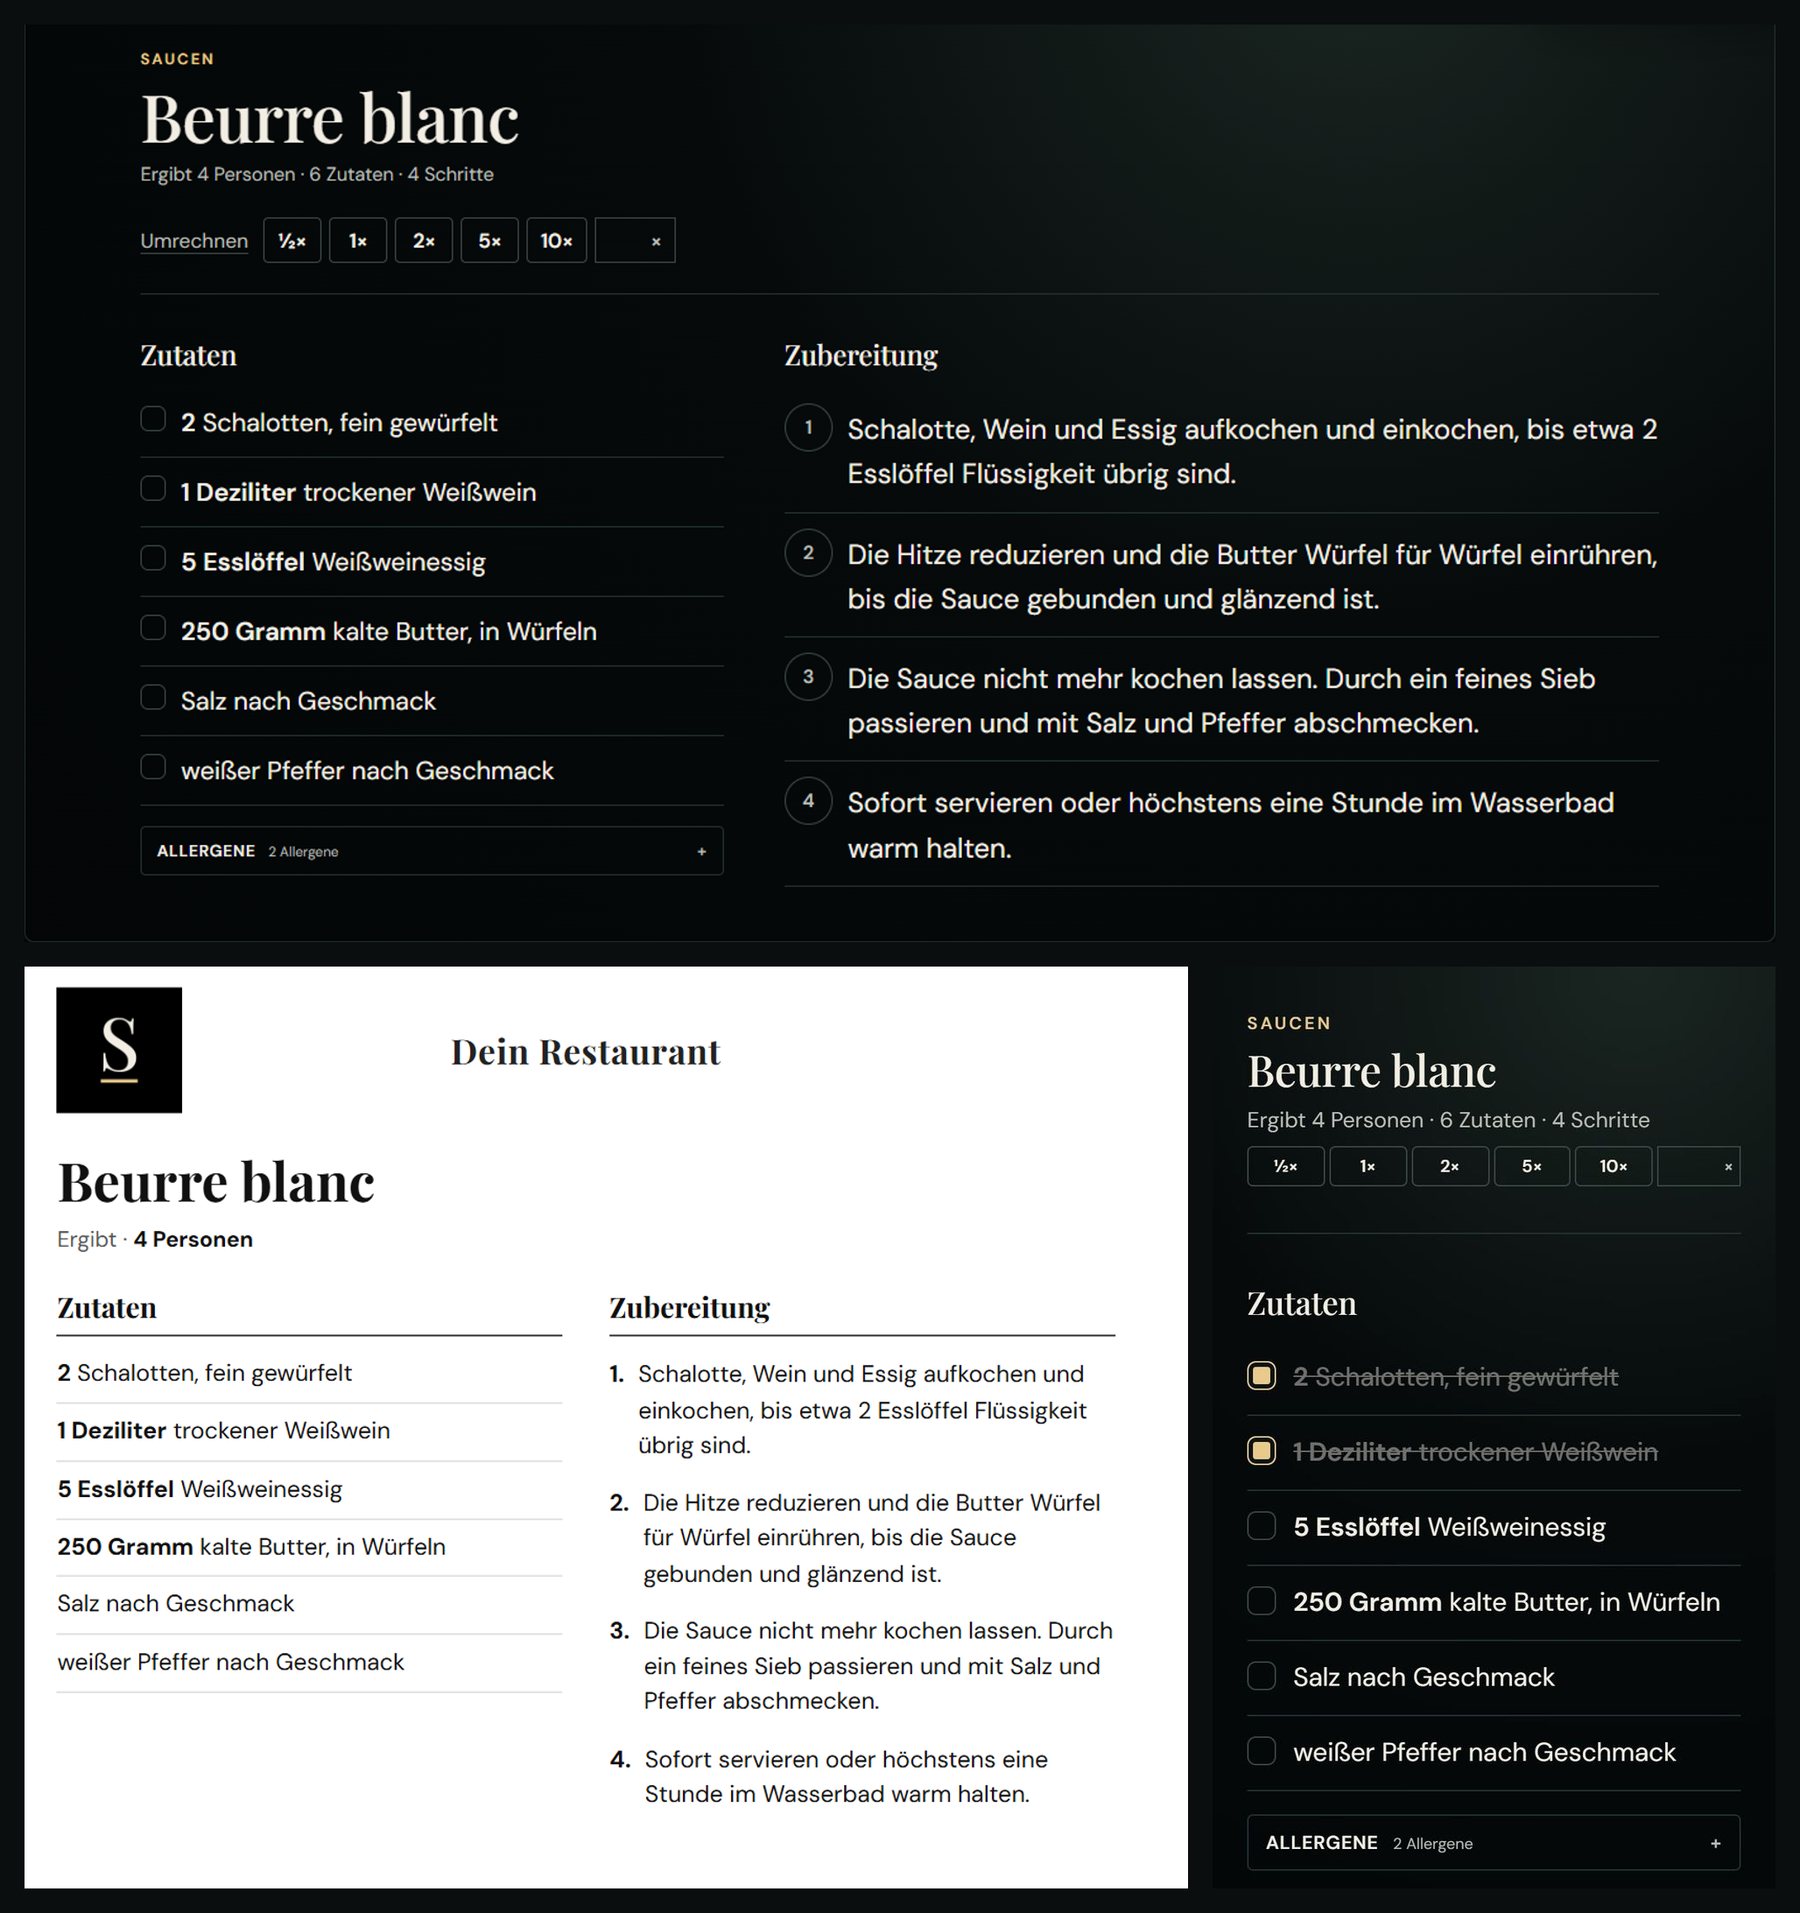 SAUCEN
Beurre blanc
Ergibt 4 Personen · 6 Zutaten · 4 Schritte
Umrechnen ½× 1× 2× 5× 10× ×
Zutaten
2 Schalotten, fein gewürfelt
1 Deziliter trockener Weißwein
5 Esslöffel Weißweinessig
250 Gramm kalte Butter, in Würfeln
Salz nach Geschmack
weißer Pfeffer nach Geschmack
ALLERGENE 2 Allergene +
Zubereitung
1 Schalotte, Wein und Essig aufkochen und einkochen, bis etwa 2
Esslöffel Flüssigkeit übrig sind.
2 Die Hitze reduzieren und die Butter Würfel für Würfel einrühren,
bis die Sauce gebunden und glänzend ist.
3 Die Sauce nicht mehr kochen lassen. Durch ein feines Sieb
passieren und mit Salz und Pfeffer abschmecken.
4 Sofort servieren oder höchstens eine Stunde im Wasserbad
warm halten.
S
Dein Restaurant
Beurre blanc
Ergibt · 4 Personen
Zutaten
2 Schalotten, fein gewürfelt
1 Deziliter trockener Weißwein
5 Esslöffel Weißweinessig
250 Gramm kalte Butter, in Würfeln
Salz nach Geschmack
weißer Pfeffer nach Geschmack
Zubereitung
1. Schalotte, Wein und Essig aufkochen und
einkochen, bis etwa 2 Esslöffel Flüssigkeit
übrig sind.
2. Die Hitze reduzieren und die Butter Würfel
für Würfel einrühren, bis die Sauce
gebunden und glänzend ist.
3. Die Sauce nicht mehr kochen lassen. Durch
ein feines Sieb passieren und mit Salz und
Pfeffer abschmecken.
4. Sofort servieren oder höchstens eine
Stunde im Wasserbad warm halten.
SAUCEN
Beurre blanc
Ergibt 4 Personen · 6 Zutaten · 4 Schritte
½× 1× 2× 5× 10× ×
Zutaten
2 Schalotten, fein gewürfelt
1 Deziliter trockener Weißwein
5 Esslöffel Weißweinessig
250 Gramm kalte Butter, in Würfeln
Salz nach Geschmack
weißer Pfeffer nach Geschmack
ALLERGENE 2 Allergene +